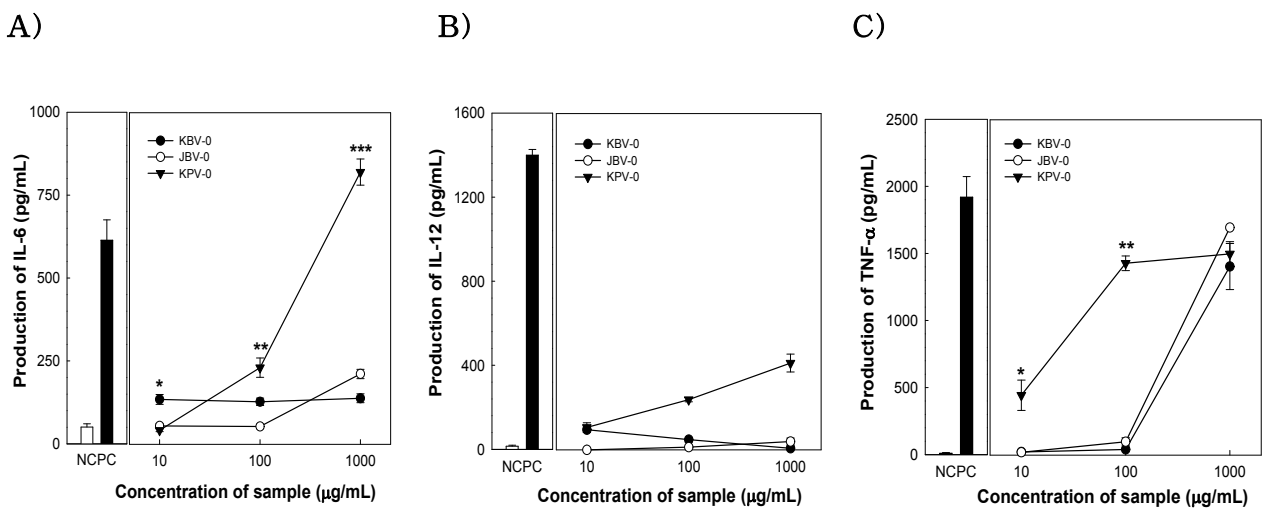 A)
B)
C)
Production of IL-6 (pg/mL)
1000
750
500
250
0
NCPC
KBV-0
JBV-0
KPV-0
*
**
***
10
100
1000
Concentration of sample (μg/mL)
Production of IL-12 (pg/mL)
1600
1200
800
400
0
NCPC
KBV-0
JBV-0
KPV-0
10
100
1000
Concentration of sample (μg/mL)
Production of TNF-α (pg/mL)
2500
2000
1500
1000
500
0
NCPC
KBV-0
JBV-0
KPV-0
*
**
10
100
1000
Concentration of sample (μg/mL)